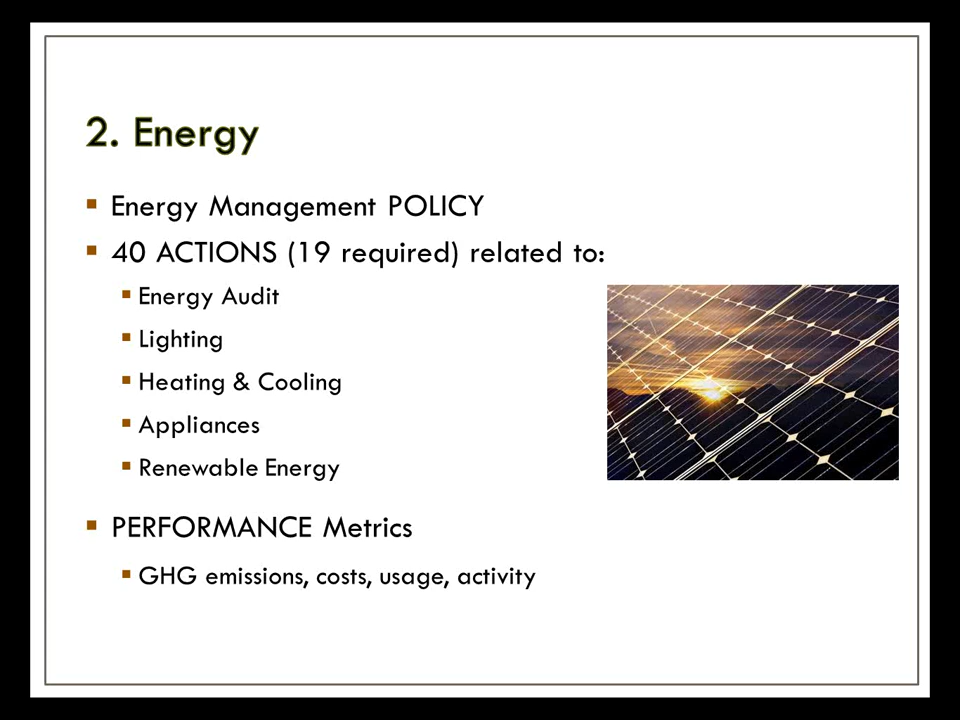 2. Energy
▪ Energy Management POLICY
▪ 40 ACTIONS (19 required) related to:
▪ Energy Audit
▪ Lighting
▪ Heating & Cooling
▪ Appliances
▪ Renewable Energy
▪ PERFORMANCE Metrics
▪ GHG emissions, costs, usage, activity